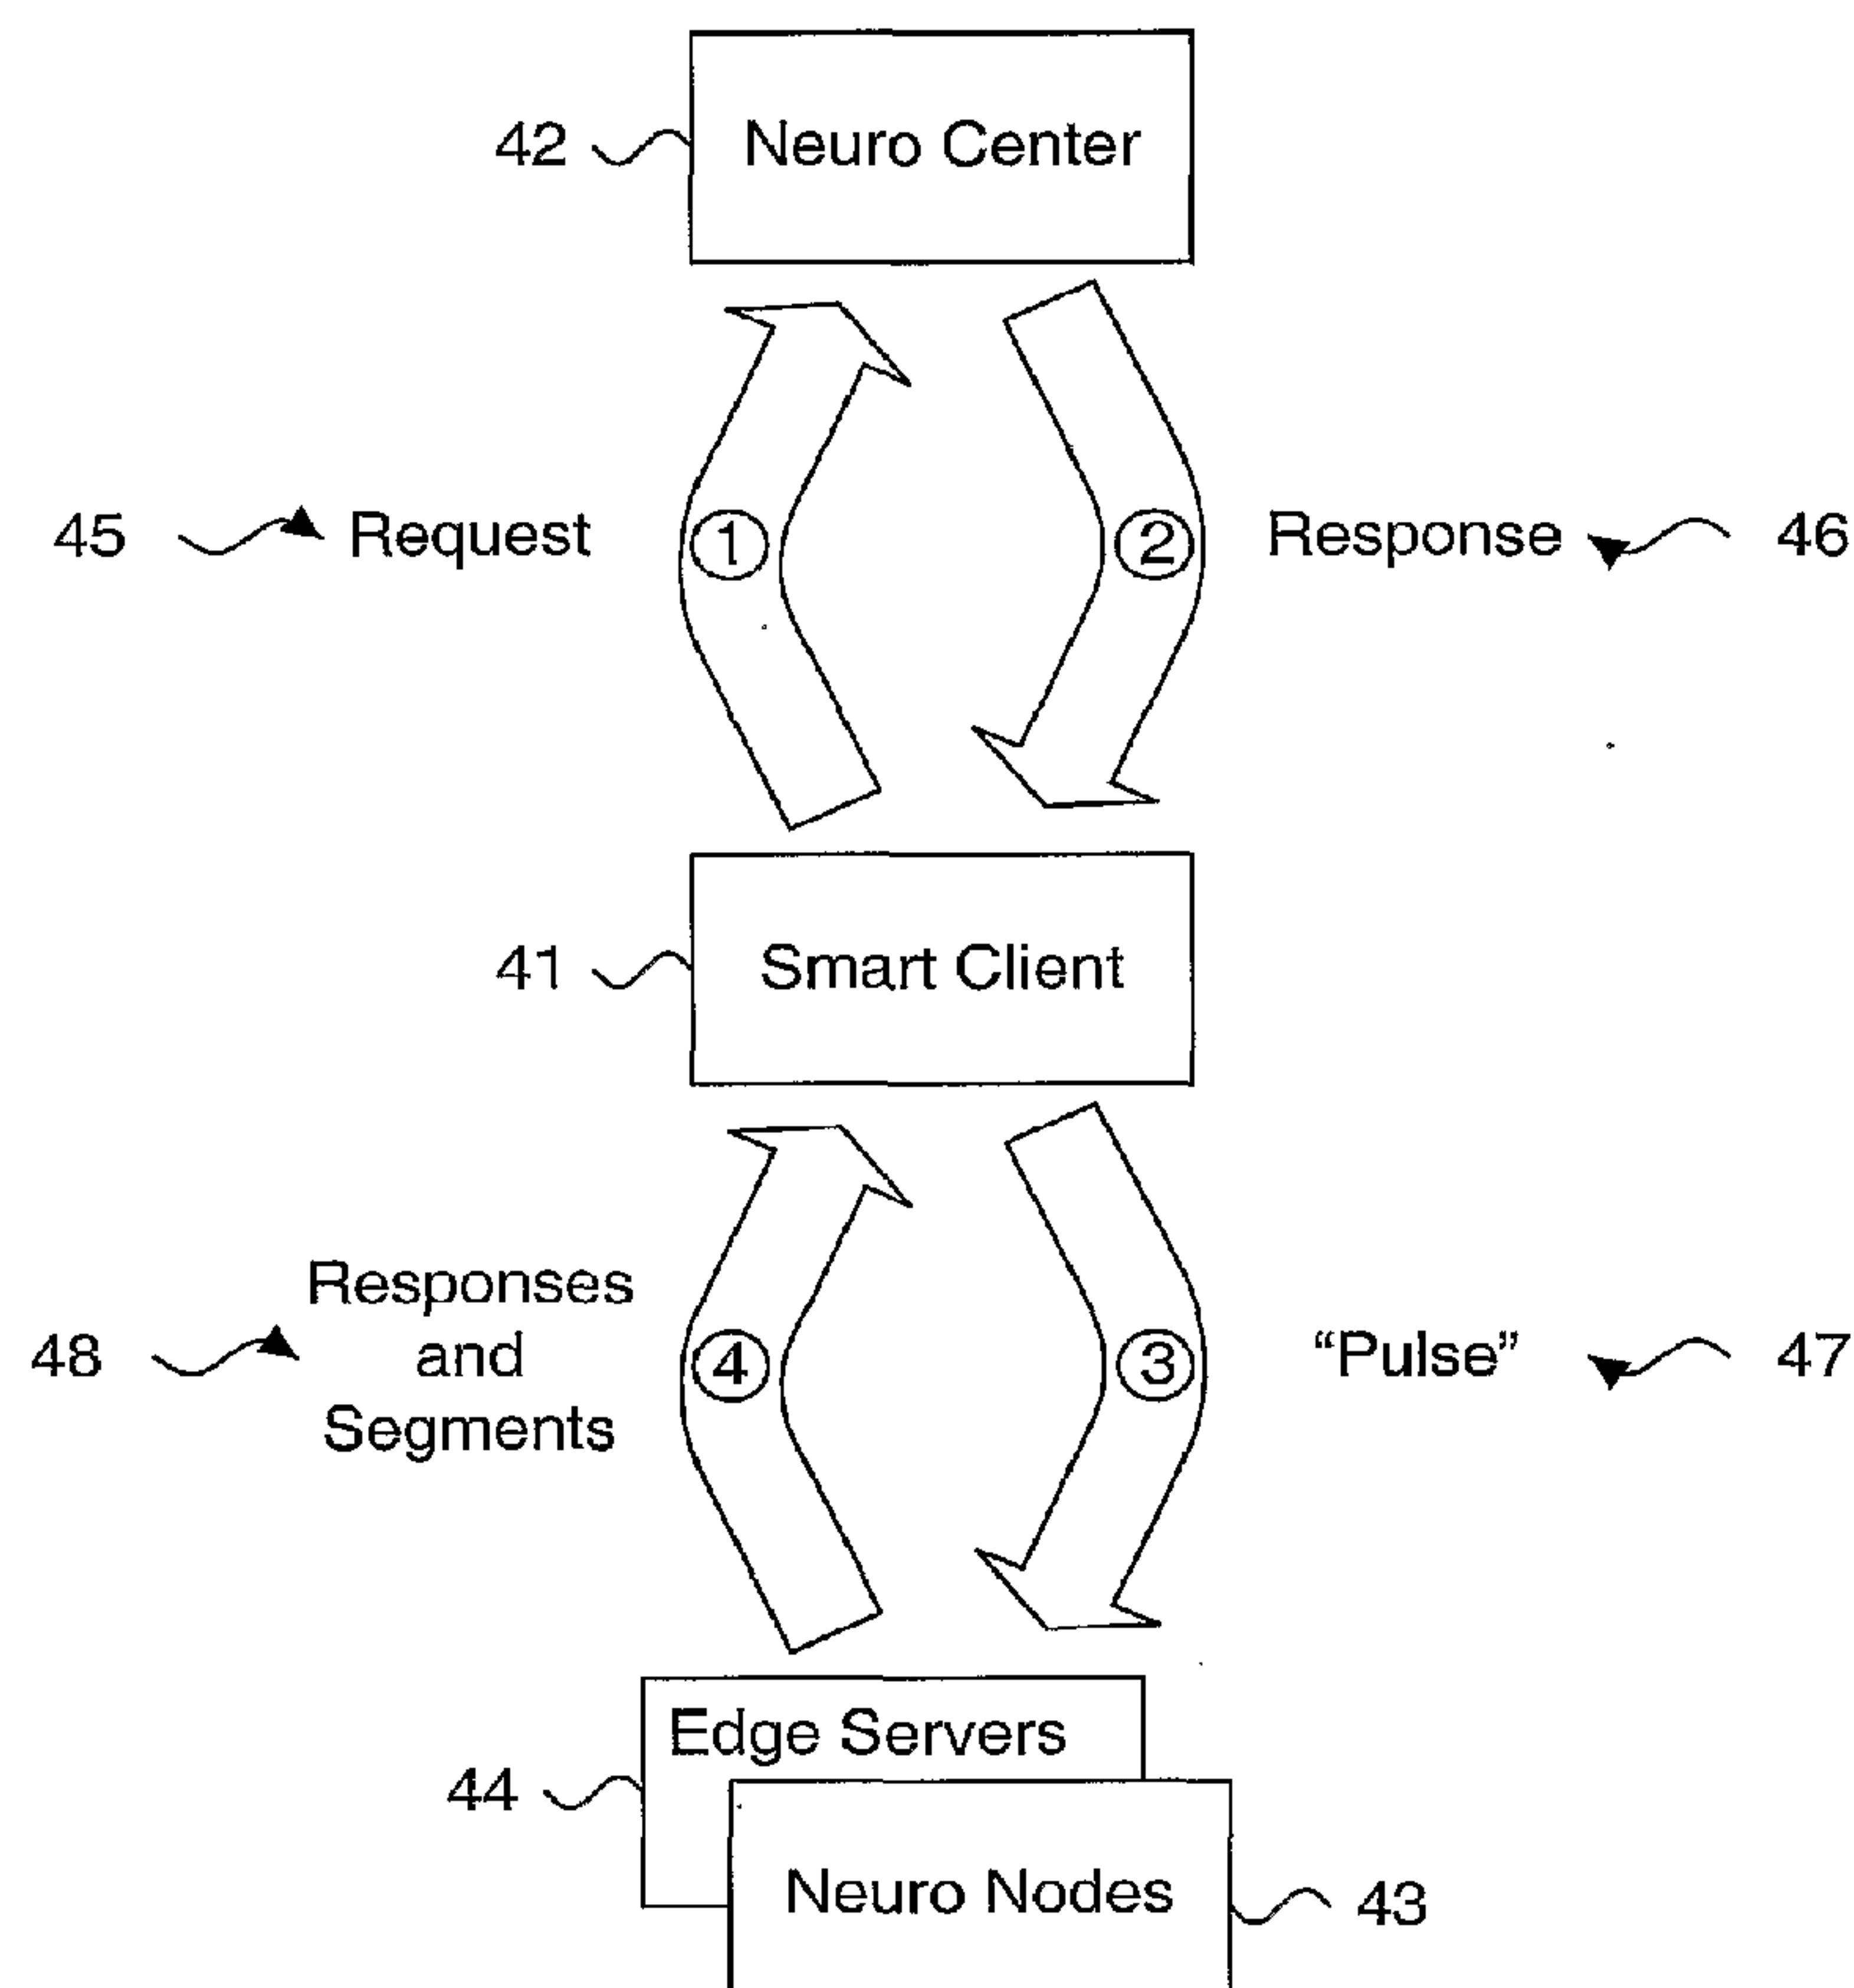 42 Neuro Center
45 Request 1 2 Response 46
41 Smart Client
Responses
48 and 4 3 “Pulse” 47
Segments
Edge Servers
44
Neuro Nodes 43